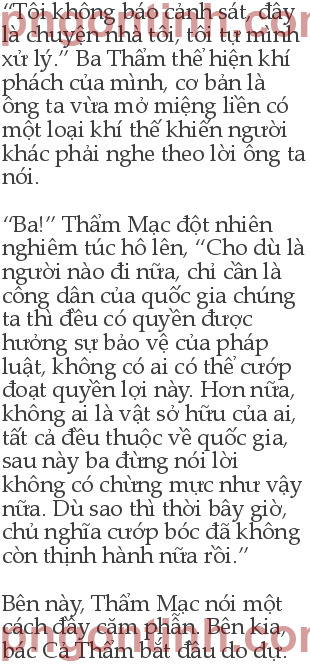 “Tôi không báo cảnh sát, đây
là chuyện nhà tôi, tôi tự mình
xử lý.” Ba Thẩm thể hiện khí
phách của mình, cơ bản là
ông ta vừa mở miệng liền có
một loại khí thế khiến người
khác phải nghe theo lời ông ta
nói.
“Ba!” Thẩm Mạc đột nhiên
nghiêm túc hô lên, “Cho dù là
người nào đi nữa, chỉ cần là
công dân của quốc gia chúng
ta thì đều có quyền được
hưởng sự bảo vệ của pháp
luật, không có ai có thể cướp
đoạt quyền lợi này. Hơn nữa,
không ai là vật sở hữu của ai,
tất cả đều thuộc về quốc gia,
sau này ba đừng nói lời
không có chừng mực như vậy
nữa. Dù sao thì thời bây giờ,
chủ nghĩa cướp bóc đã không
còn thịnh hành nữa rồi.”
Bên này, Thẩm Mạc nói một
cách đầy căm phẫn. Bên kia,
bác Cả Thẩm bắt đầu do dự.